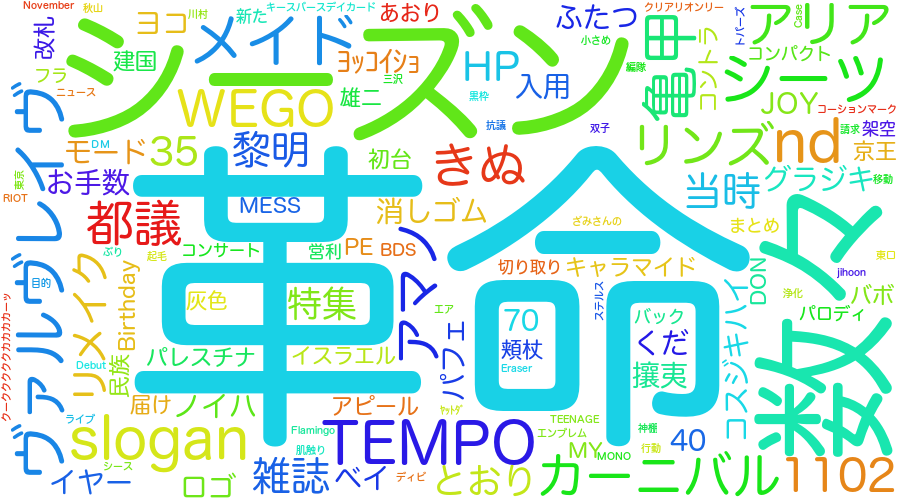 November
秋山
川村
キースパースデイカード
クリアリオンリー
ヨコ
新た
あおり
ふたつ
トパーズ
Case
アリア
改札
シーズン
メイド
ヨッコイショ
HP
小さめ
甲
コントラ
コンパクト
建国
フラ
ニュース
三沢
入用
編隊
亀
シーツ
WEGO
雄二
黒枠
JOY
コーションマーク
ヴァルヴレイヴ
DM
モード
35
黎明
初台
きぬ
抗議
双子
リンズ
nd
請求
架空
京王
東京
お手数
グラジキ
移動
RIOT
都議
革命
MESS
消しゴム
当時
ざみさんの
まとめ
ぶり
起毛
コンサート
営利
PE
BDS
アマノ
切り取り
キャラマイド
DON
数々
東口
jihoon
目的
リメイク
Birthday
灰色
特集
エア
ステルス
浄化
バボ
クークククククカカカカーッ
70
バック
コスジキハイ
パロディ
パレスチナ
イスラエル
パフェ
頬杖
くだ
Debut
民族
Eraser
攘夷
届け
ノイハ
アピール
ヤットダ
ライブ
slogan
Flamingo
TEMPO
TEENAGE
エンブレム
神棚
肌触り
MY
MONO
行動
40
シース
イヤー
ロゴ
雑誌
ベイ
ディビ
とおり
カーニバル
1102